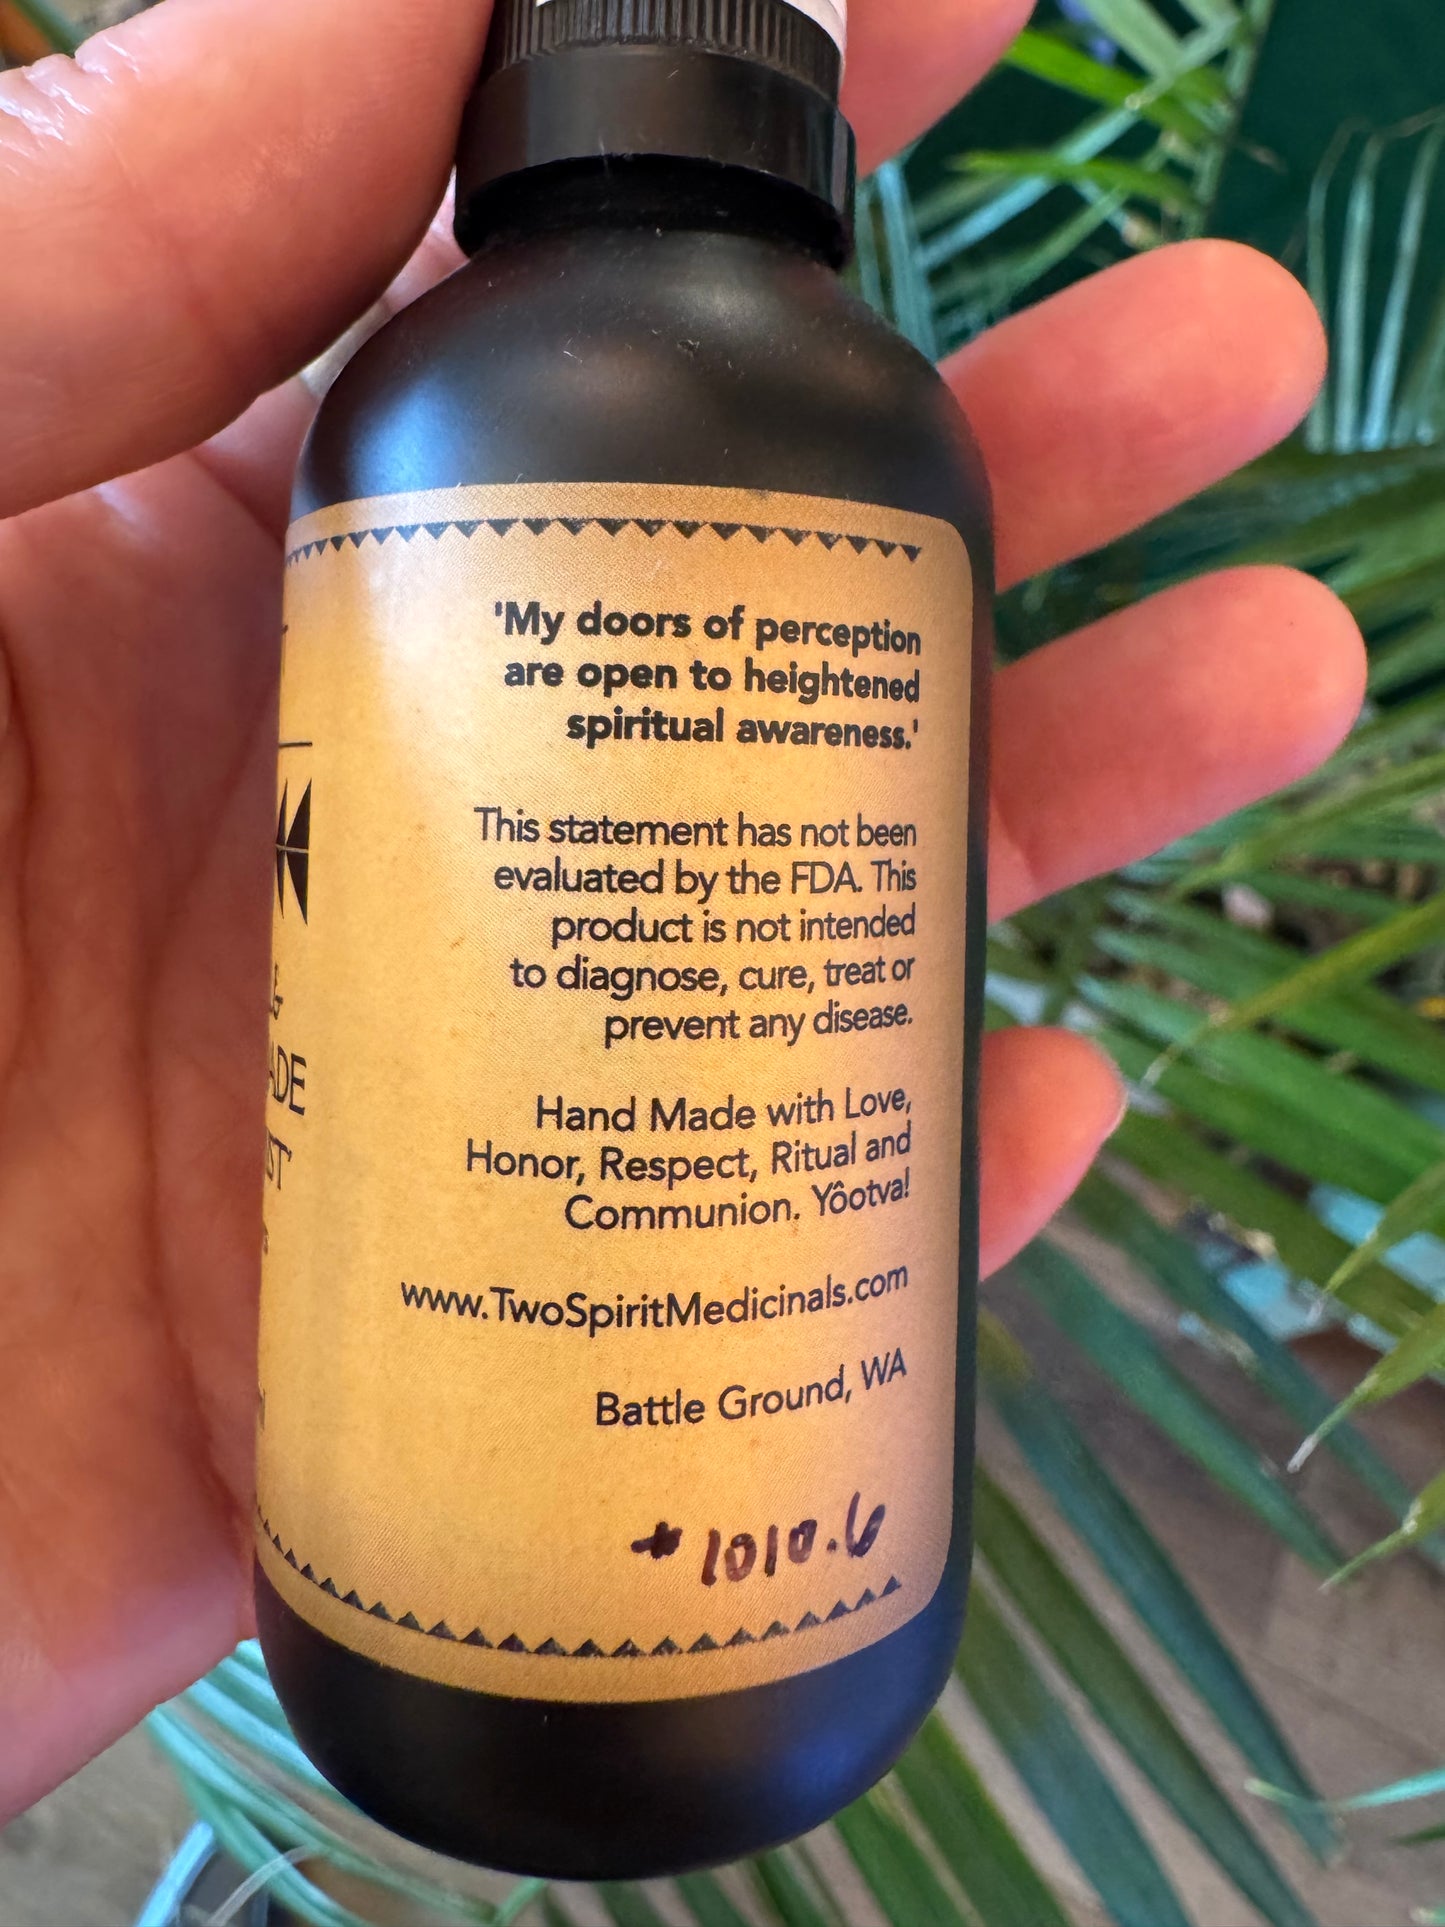 'My doors of perception
are open to heightened
spiritual awareness.'
This statement has not been
evaluated by the FDA. This
product is not intended
to diagnose, cure, treat or
prevent any disease.
Hand Made with Love,
Honor, Respect, Ritual and
Communion. Yôotva!
www.TwoSpiritMedicinals.com
Battle Ground, WA
# 1010.6
&